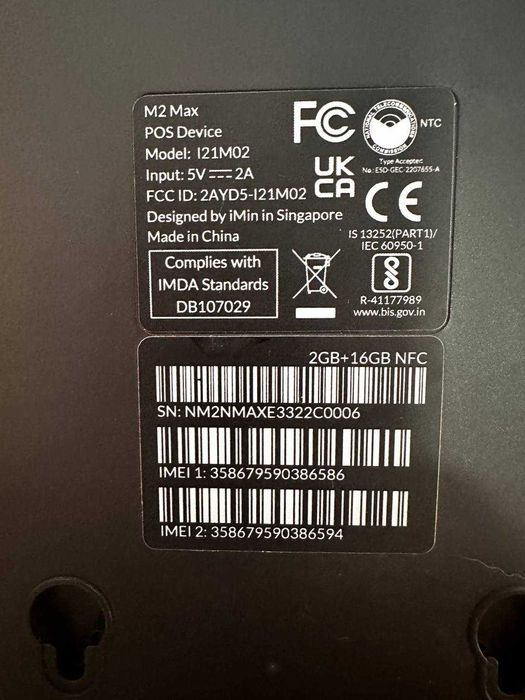 M2 Max
POS Device
Model: I21M02
Input: 5V⎓2A
FCC ID: 2AYD5-I21M02
Designed by iMin in Singapore
Made in China
Complies with
IMDA Standards
DB107029
FC
NATIONAL TELECOMMUNICATIONS
COMMISSION
NTC
Type Accepted
No: ESD-GEC-2207655-A
UK
CA
CE
IS 13252(PART1)/
IEC 60950-1
R-41177989
www.bis.gov.in
2GB+16GB NFC
SN: NM2NMAXE3322C0006
IMEI 1: 358679590386586
IMEI 2: 358679590386594